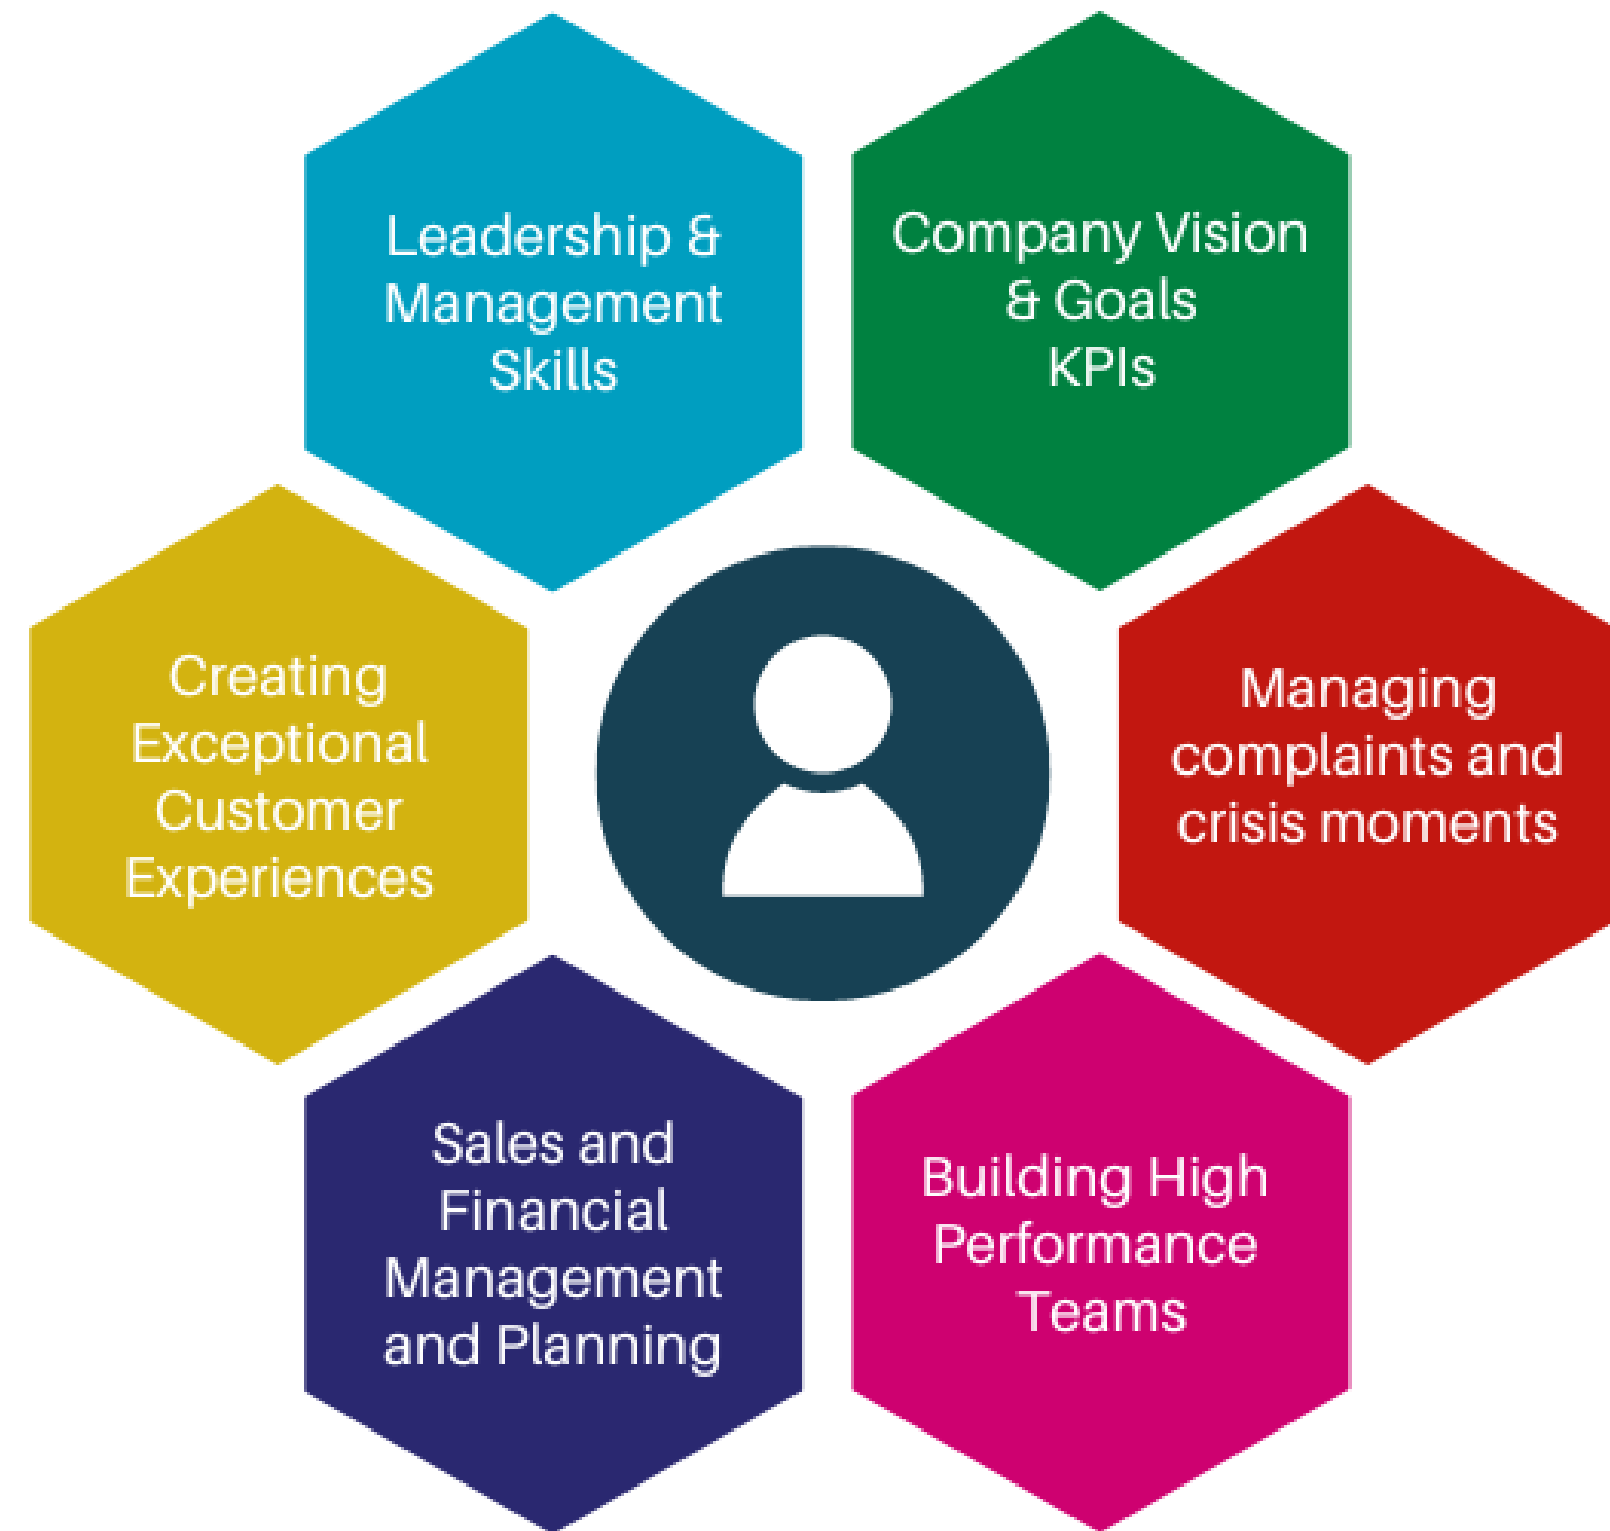 Leadership &
Management
Skills
Company Vision
& Goals
KPIs
Creating
Exceptional
Customer
Experiences
Managing
complaints and
crisis moments
Sales and
Financial
Management
and Planning
Building High
Performance
Teams